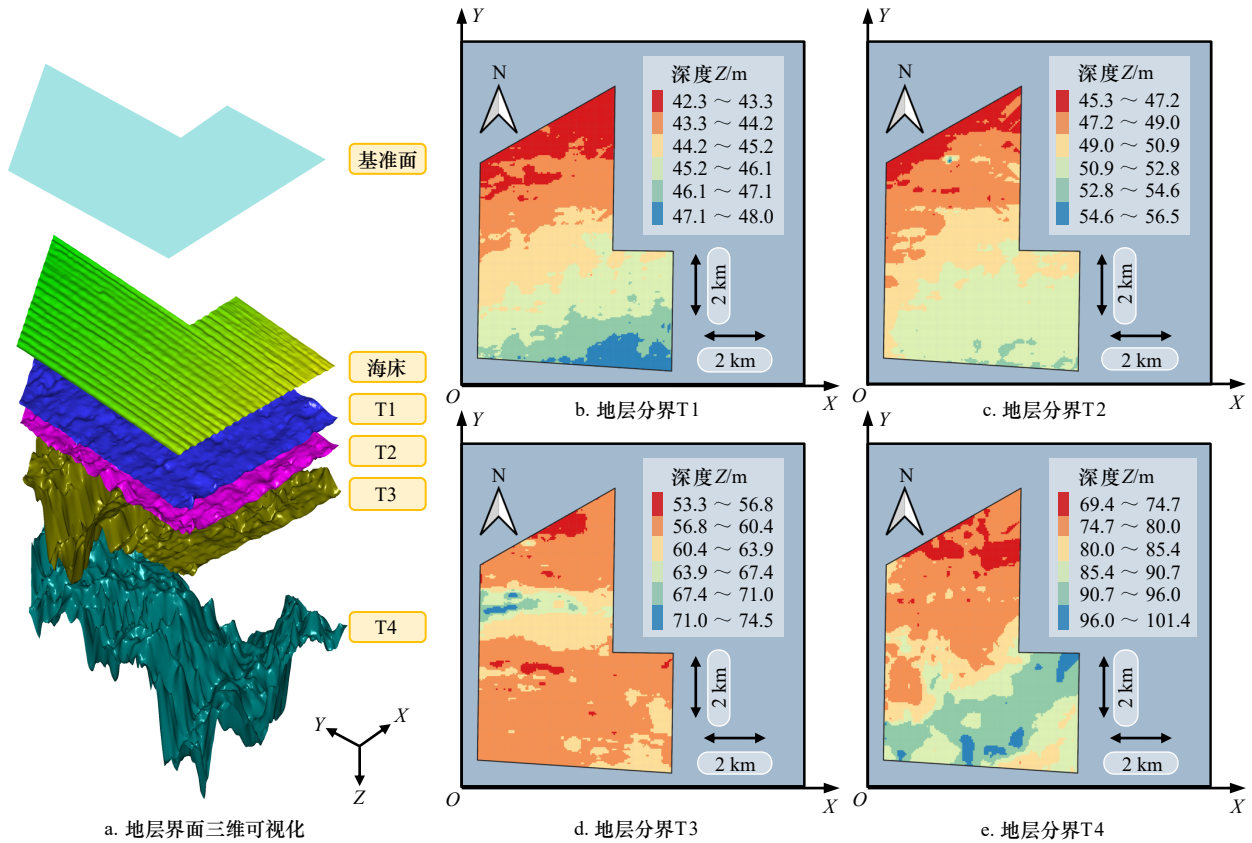 基准面
海床
T1
T2
T3
T4
Y
X
Z
a. 地层界面三维可视化
Y
N
深度Z/m
42.3～43.3
43.3～44.2
44.2～45.2
45.2～46.1
46.1～47.1
47.1～48.0
2 km
2 km
O
X
b. 地层分界T1
Y
N
深度Z/m
45.3～47.2
47.2～49.0
49.0～50.9
50.9～52.8
52.8～54.6
54.6～56.5
2 km
2 km
O
X
c. 地层分界T2
Y
N
深度Z/m
53.3～56.8
56.8～60.4
60.4～63.9
63.9～67.4
67.4～71.0
71.0～74.5
2 km
2 km
O
X
d. 地层分界T3
Y
N
深度Z/m
69.4～74.7
74.7～80.0
80.0～85.4
85.4～90.7
90.7～96.0
96.0～101.4
2 km
2 km
O
X
e. 地层分界T4